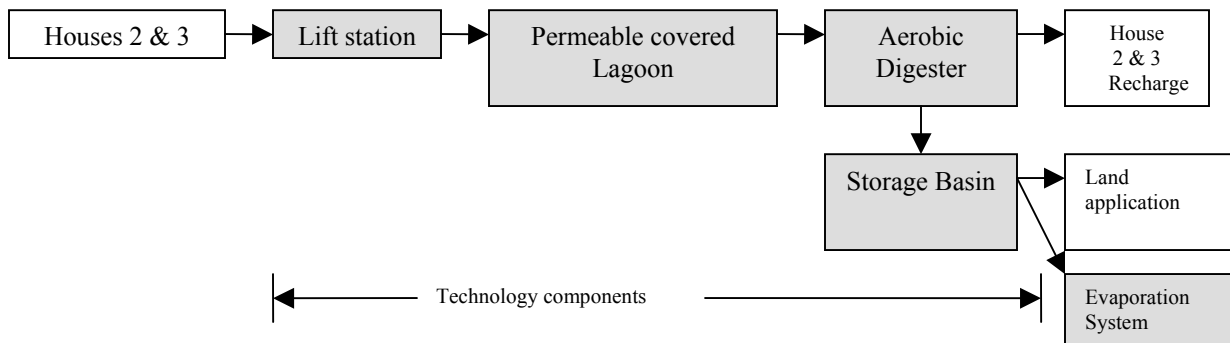 Houses 2 & 3
Lift station
Permeable covered
Lagoon
Aerobic
Digester
House
2 & 3
Recharge
Storage Basin
Land
application
Technology components
Evaporation
System